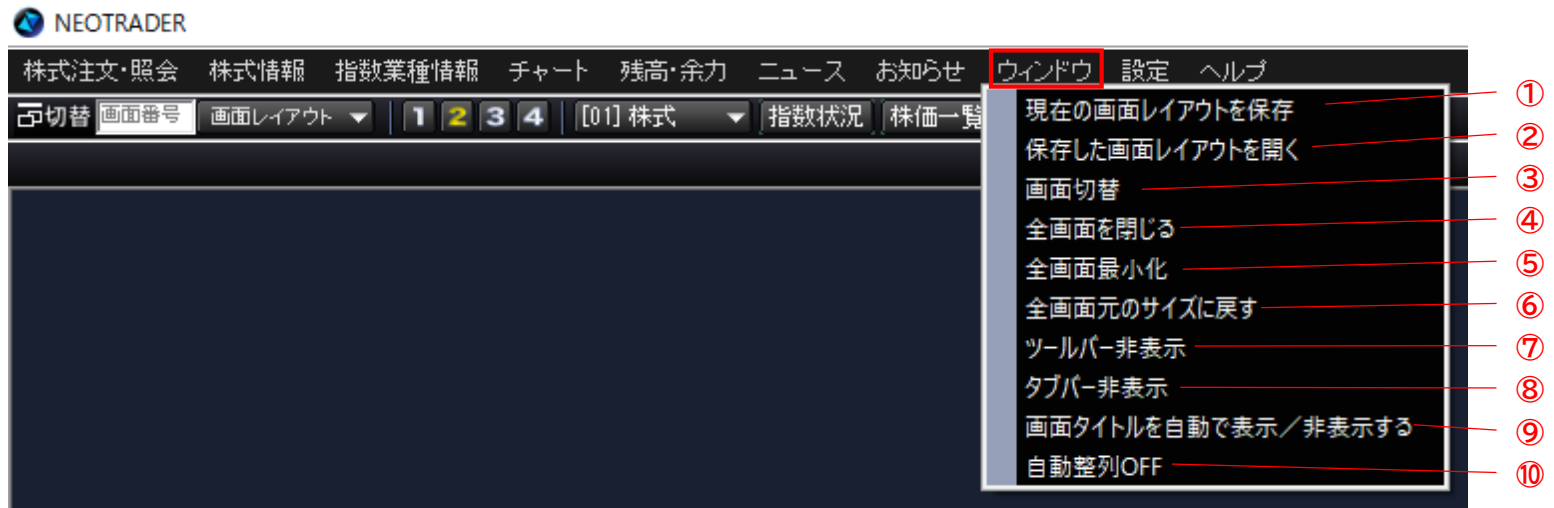 NEOTRADER
株式注文・照会 株式情報 指数業種情報 チャート 残高・余力 ニュース お知らせ ウィンドウ 設定 ヘルプ
切替 画面番号 画面レイアウト 1 2 3 4 [01] 株式 指数状況 株価一覧
現在の画面レイアウトを保存 ①
保存した画面レイアウトを開く ②
画面切替 ③
全画面を閉じる ④
全画面最小化 ⑤
全画面元のサイズに戻す ⑥
ツールバー非表示 ⑦
タブバー非表示 ⑧
画面タイトルを自動で表示/非表示する ⑨
自動整列OFF ⑩